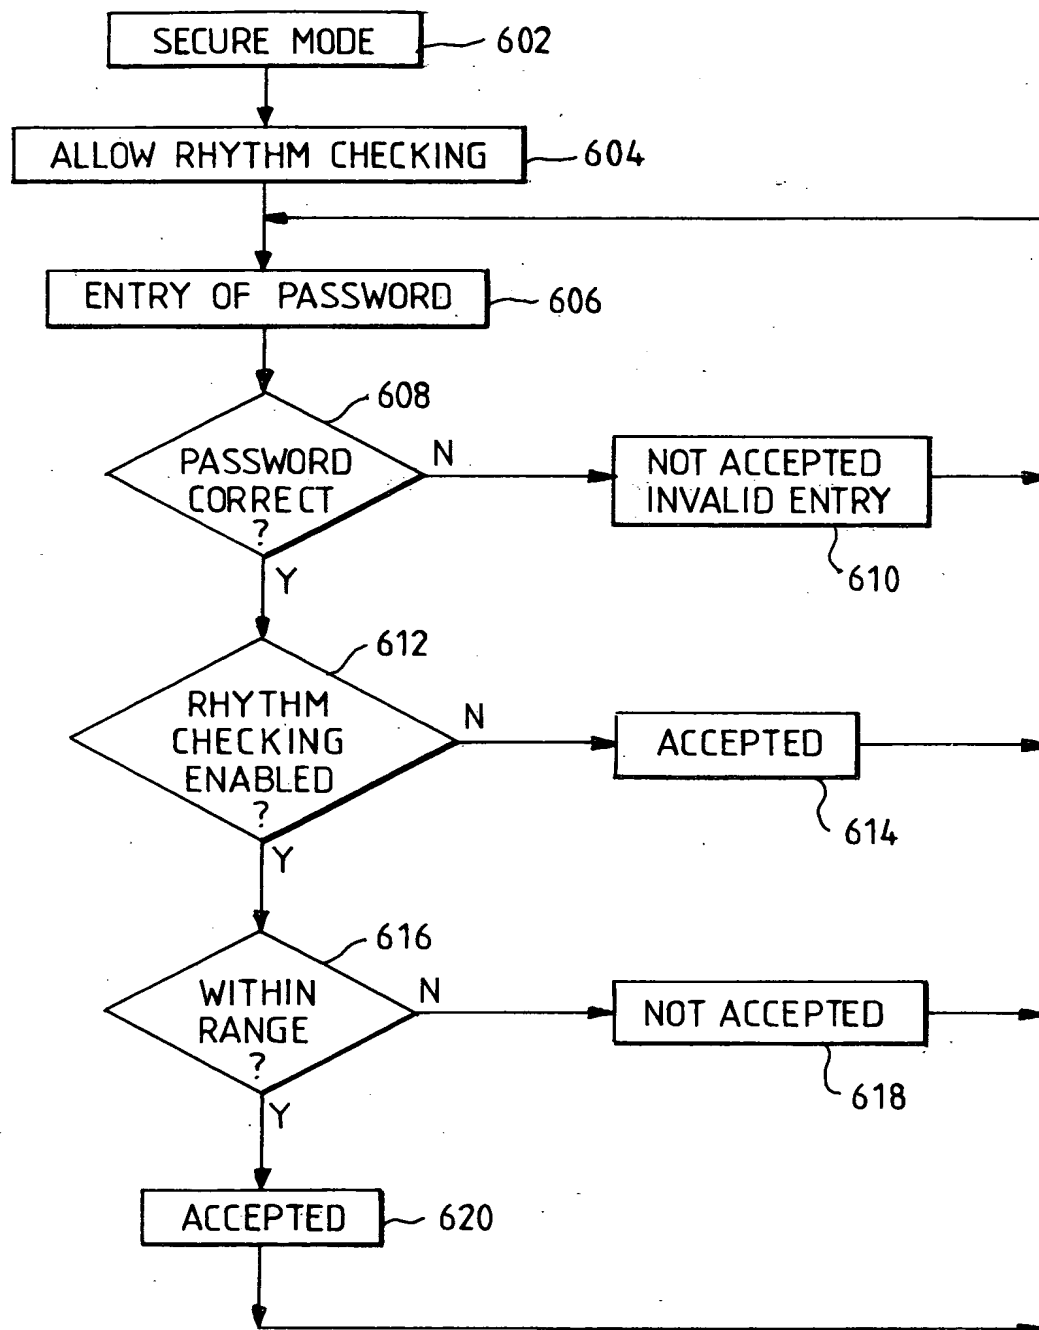 SECURE MODE
602
ALLOW RHYTHM CHECKING
604
ENTRY OF PASSWORD
606
608
PASSWORD
CORRECT
?
N
Y
NOT ACCEPTED
INVALID ENTRY
610
612
RHYTHM
CHECKING
ENABLED
?
N
Y
ACCEPTED
614
616
WITHIN
RANGE
?
N
Y
NOT ACCEPTED
618
ACCEPTED
620